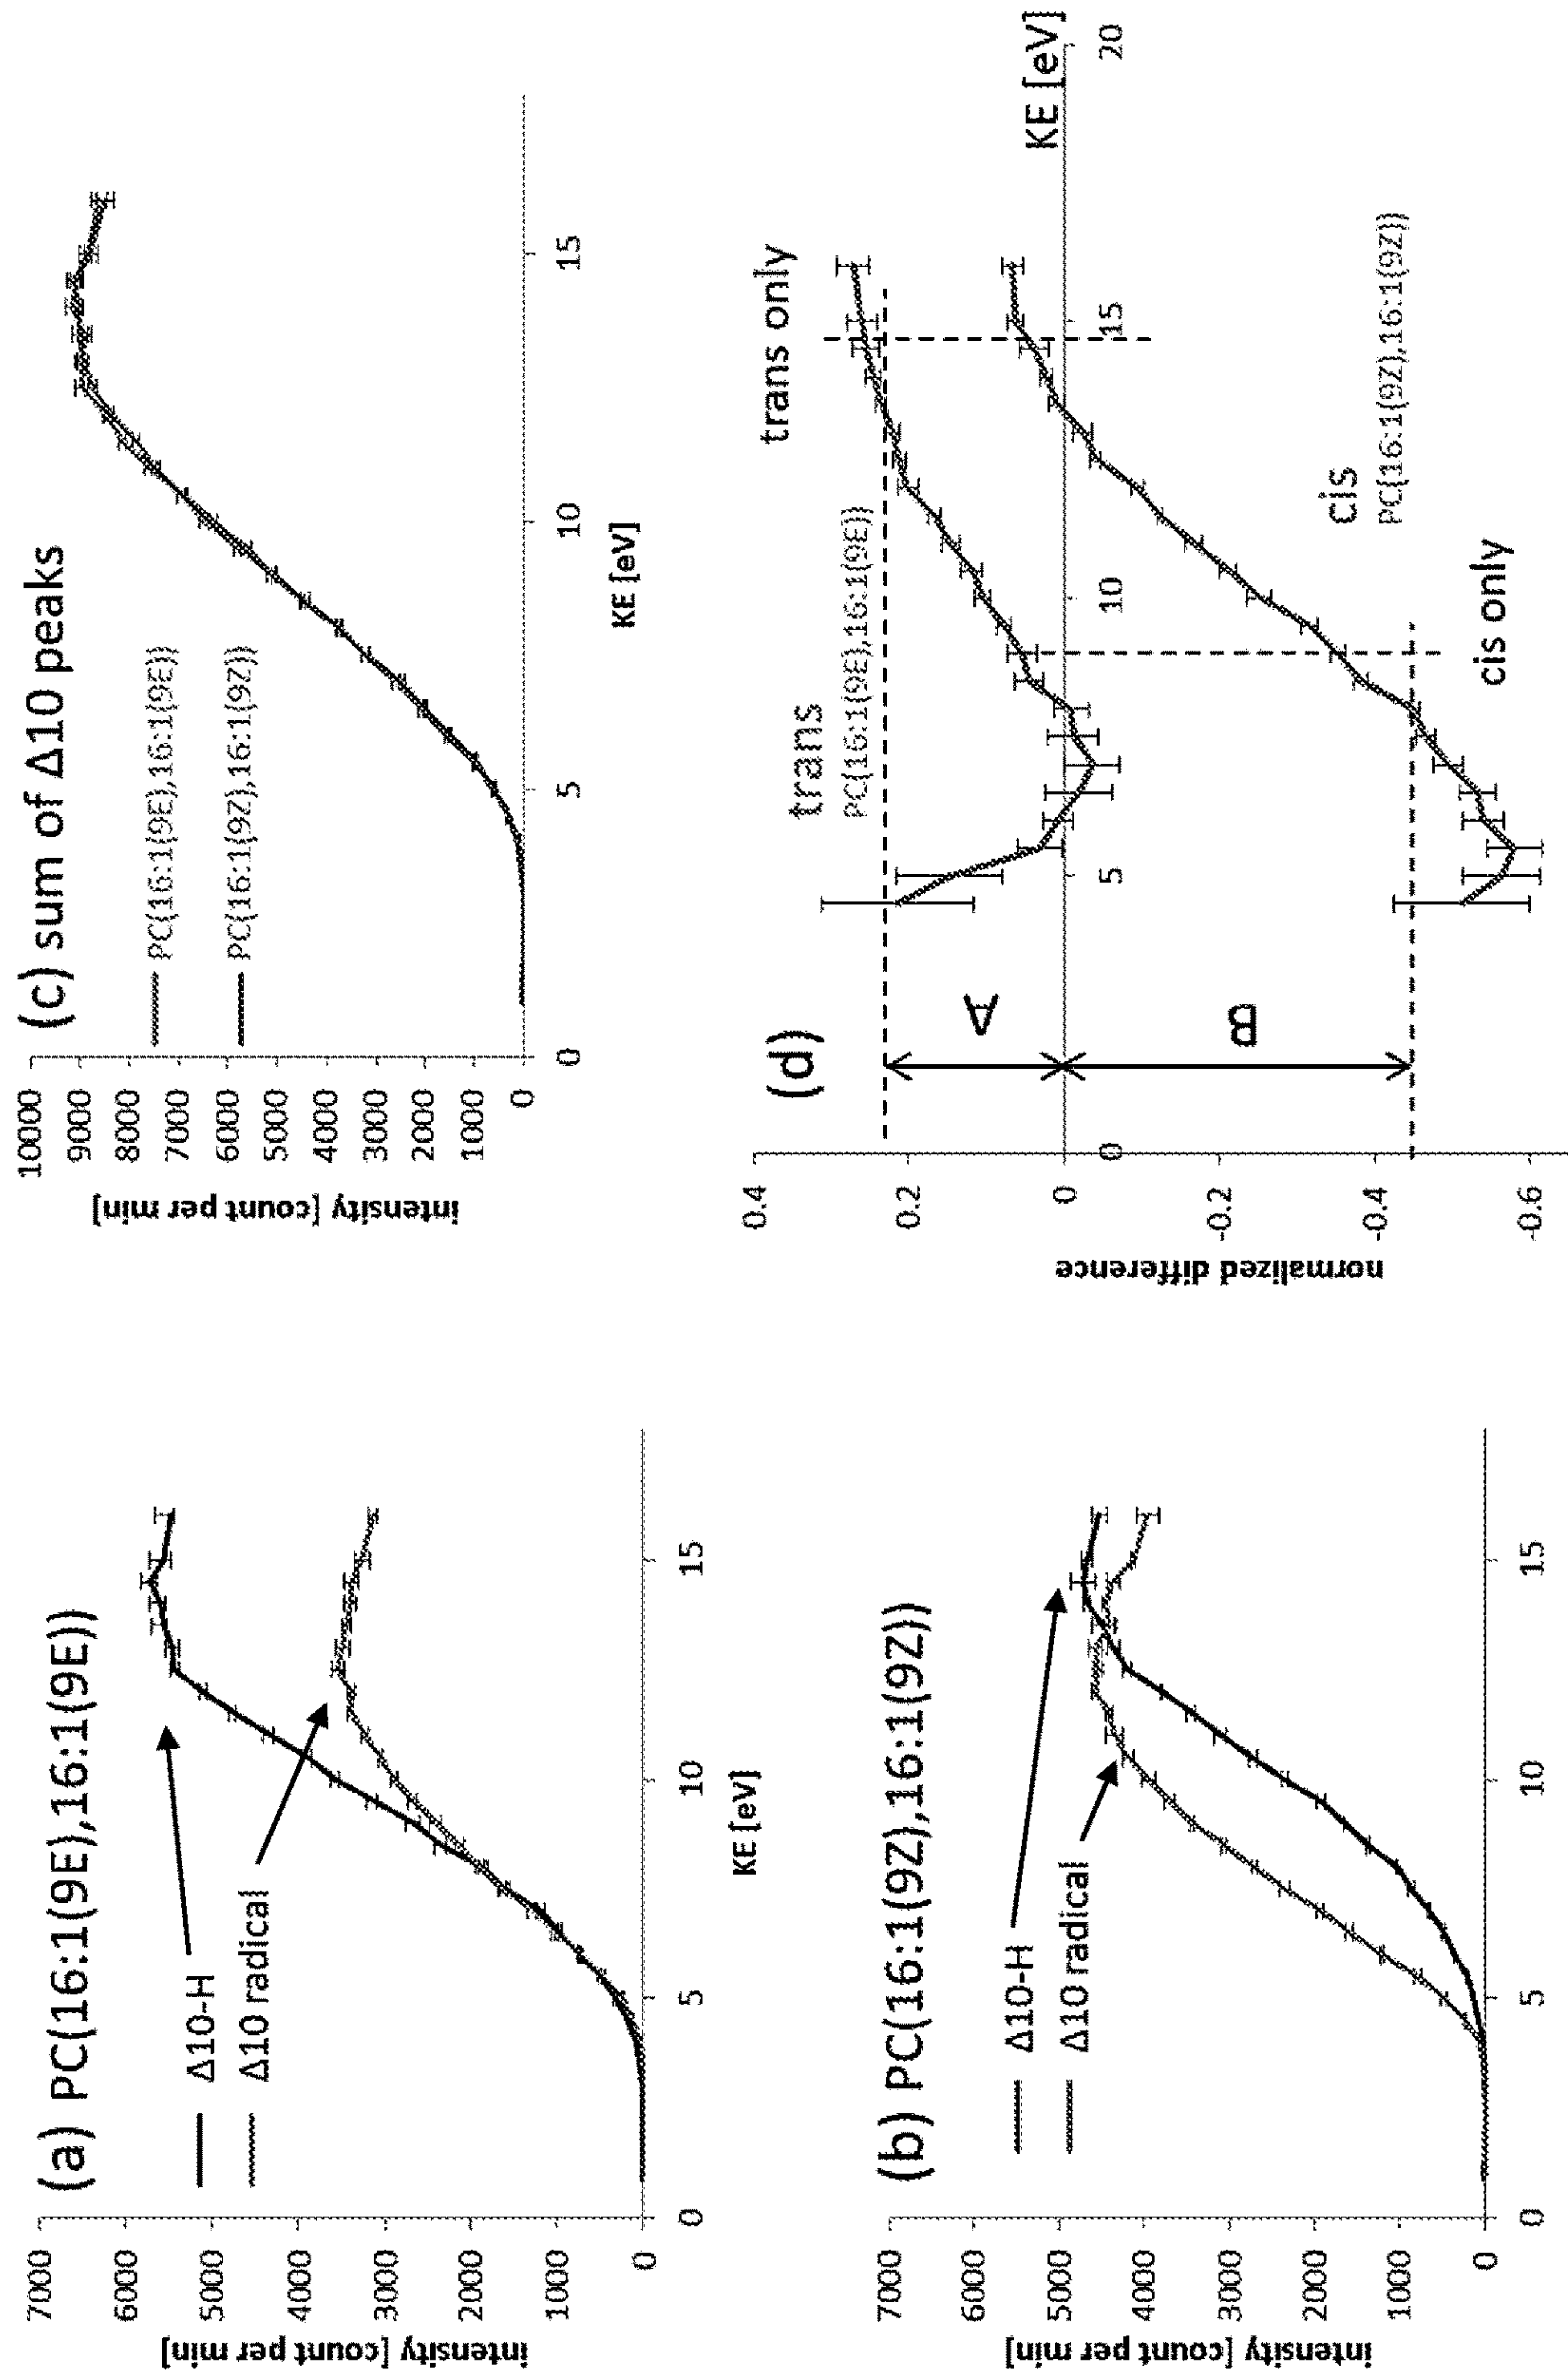 (a) PC(16:1(9E),16:1(9E))
intensity [count per min]
7000
6000
5000
4000
3000
2000
1000
0
Δ10-H
Δ10 radical
0
5
10
15
KE [eV]
(b) PC(16:1(9Z),16:1(9Z))
intensity [count per min]
7000
6000
5000
4000
3000
2000
1000
0
Δ10-H
Δ10 radical
0
5
10
15
(c) sum of Δ10 peaks
intensity [count per min]
10000
9000
8000
7000
6000
5000
4000
3000
2000
1000
0
PC(16:1(9E),16:1(9E))
PC(16:1(9Z),16:1(9Z))
0
5
10
15
KE [eV]
(d)
normalized difference
0.4
0.2
0
-0.2
-0.4
-0.6
A
B
trans
PC(16:1(9E),16:1(9E))
trans only
0
5
10
15
20
KE [eV]
cis
PC(16:1(9Z),16:1(9Z))
cis only